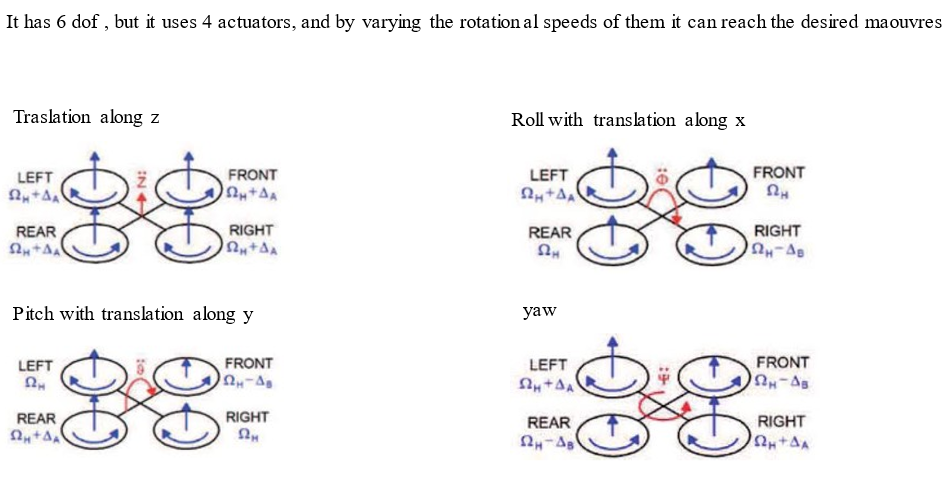 It has 6 dof , but it uses 4 actuators, and by varying the rotational speeds of them it can reach the desired maouvres
Traslation along z
LEFT
Ω_H+Δ_A
Z̈
FRONT
Ω_H+Δ_A
REAR
Ω_H+Δ_A
RIGHT
Ω_H+Δ_A
Roll with translation along x
LEFT
Ω_H+Δ_A
Φ̈
FRONT
Ω_H
REAR
Ω_H
RIGHT
Ω_H-Δ_B
Pitch with translation along y
LEFT
Ω_H
ϑ̈
FRONT
Ω_H-Δ_B
REAR
Ω_H+Δ_A
RIGHT
Ω_H
yaw
LEFT
Ω_H+Δ_A
Ψ̈
FRONT
Ω_H-Δ_B
REAR
Ω_H-Δ_B
RIGHT
Ω_H+Δ_A